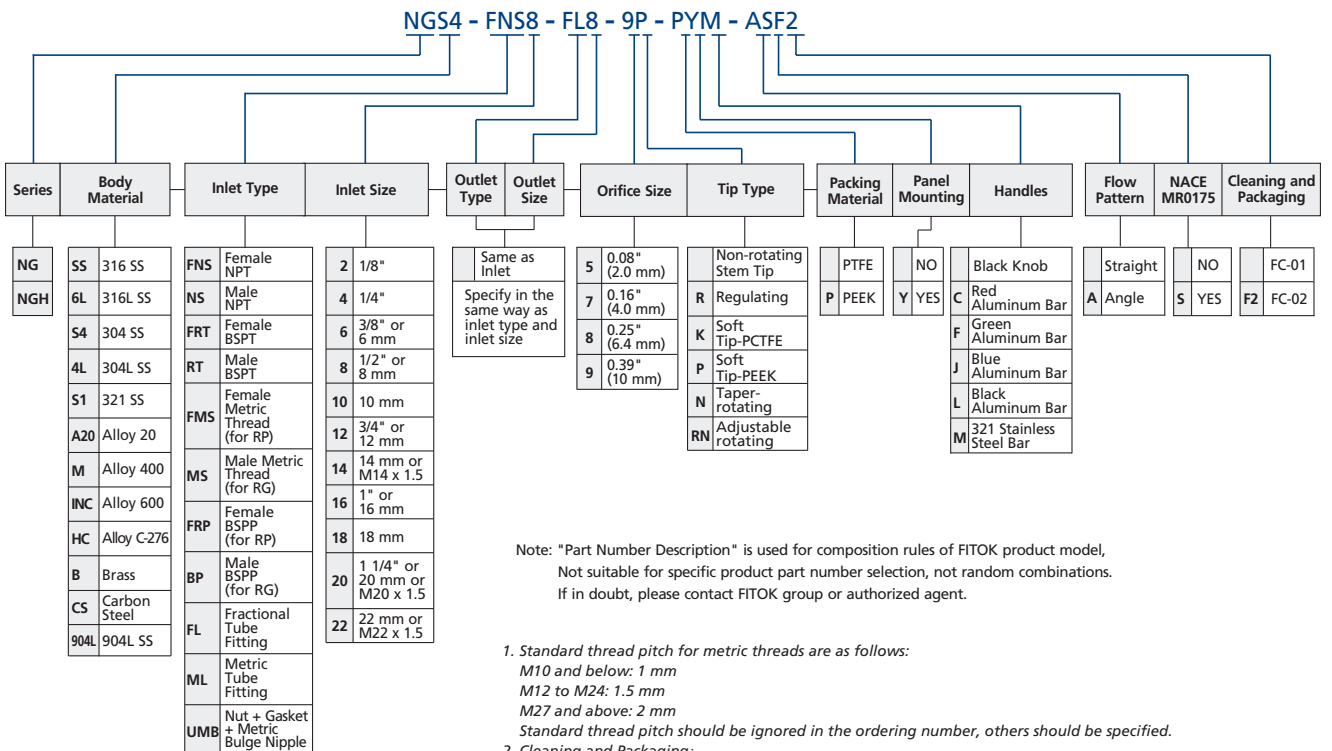 NGS4 - FNS8 - FL8 - 9P - PYM - ASF2
Series
Body
Material
Inlet Type
Inlet Size
Outlet
Type
Outlet
Size
Orifice Size
Tip Type
Packing
Material
Panel
Mounting
Handles
Flow
Pattern
NACE
MR0175
Cleaning and
Packaging
NG
NGH
SS 316 SS
6L 316L SS
S4 304 SS
4L 304L SS
S1 321 SS
A20 Alloy 20
M Alloy 400
INC Alloy 600
HC Alloy C-276
B Brass
CS Carbon
Steel
904L 904L SS
FNS Female
NPT
NS Male
NPT
FRT Female
BSPT
RT Male
BSPT
FMS Female
Metric
Thread
(for RP)
MS Male Metric
Thread
(for RG)
FRP Female
BSPP
(for RP)
BP Male
BSPP
(for RG)
FL Fractional
Tube
Fitting
ML Metric
Tube
Fitting
UMB Nut + Gasket
+ Metric
Bulge Nipple
2 1/8"
4 1/4"
6 3/8" or
6 mm
8 1/2" or
8 mm
10 10 mm
12 3/4" or
12 mm
14 14 mm or
M14 x 1.5
16 1" or
16 mm
18 18 mm
20 1 1/4" or
20 mm or
M20 x 1.5
22 22 mm or
M22 x 1.5
Same as
Inlet
Specify in the
same way as
inlet type and
inlet size
5 0.08"
(2.0 mm)
7 0.16"
(4.0 mm)
8 0.25"
(6.4 mm)
9 0.39"
(10 mm)
Non-rotating
Stem Tip
R Regulating
K Soft
Tip-PCTFE
P Soft
Tip-PEEK
N Taper-
rotating
RN Adjustable
rotating
PTFE
P PEEK
NO
Y YES
Black Knob
C Red
Aluminum Bar
F Green
Aluminum Bar
J Blue
Aluminum Bar
L Black
Aluminum Bar
M 321 Stainless
Steel Bar
Straight
A Angle
NO
S YES
FC-01
F2 FC-02
Note: "Part Number Description" is used for composition rules of FITOK product model,
Not suitable for specific product part number selection, not random combinations.
If in doubt, please contact FITOK group or authorized agent.
1. Standard thread pitch for metric threads are as follows:
M10 and below: 1 mm
M12 to M24: 1.5 mm
M27 and above: 2 mm
Standard thread pitch should be ignored in the ordering number, others should be specified.
2. Cleaning and Packaging: